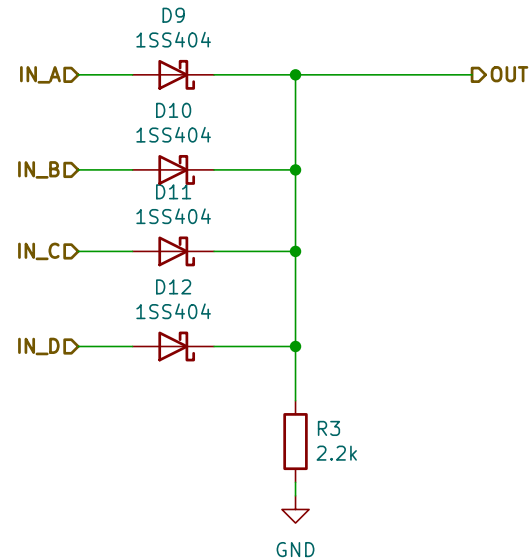 D9
1SS404
IN_A
OUT
D10
1SS404
IN_B
D11
1SS404
IN_C
D12
1SS404
IN_D
R3
2.2k
GND